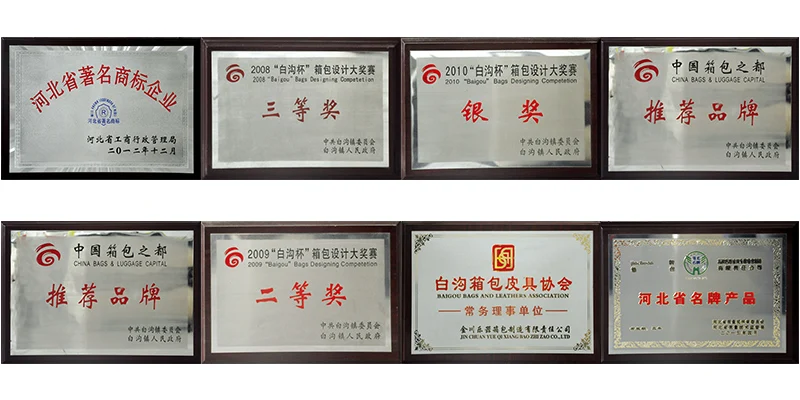 河北省著名商标企业
河北省著名商标
河北省工商行政管理局
二〇一二年十二月
2008“白沟杯”箱包设计大奖赛
2008 "Baigou" Bags Designing Competetion
三等奖
中共白沟镇委员会
白沟镇人民政府
2010“白沟杯”箱包设计大奖赛
2010 "Baigou" Bags Designing Competetion
银奖
中共白沟镇委员会
白沟镇人民政府
中国箱包之都
CHINA BAGS & LUGGAGE CAPITAL
推荐品牌
中共白沟镇委员会
白沟镇人民政府
中国箱包之都
CHINA BAGS & LUGGAGE CAPITAL
推荐品牌
中共白沟镇委员会
白沟镇人民政府
2009“白沟杯”箱包设计大奖赛
2009 "Baigou" Bags Designing Competetion
二等奖
中共白沟镇委员会
白沟镇人民政府
白沟箱包皮具协会
BAIGOU BAGS AND LEATHERS ASSOCIATION
常务理事单位
金川乐器箱包制造有限责任公司
JIN CHUAN YUE QI XIANG BAO ZHI ZAO CO.,LTD
河北省名牌产品